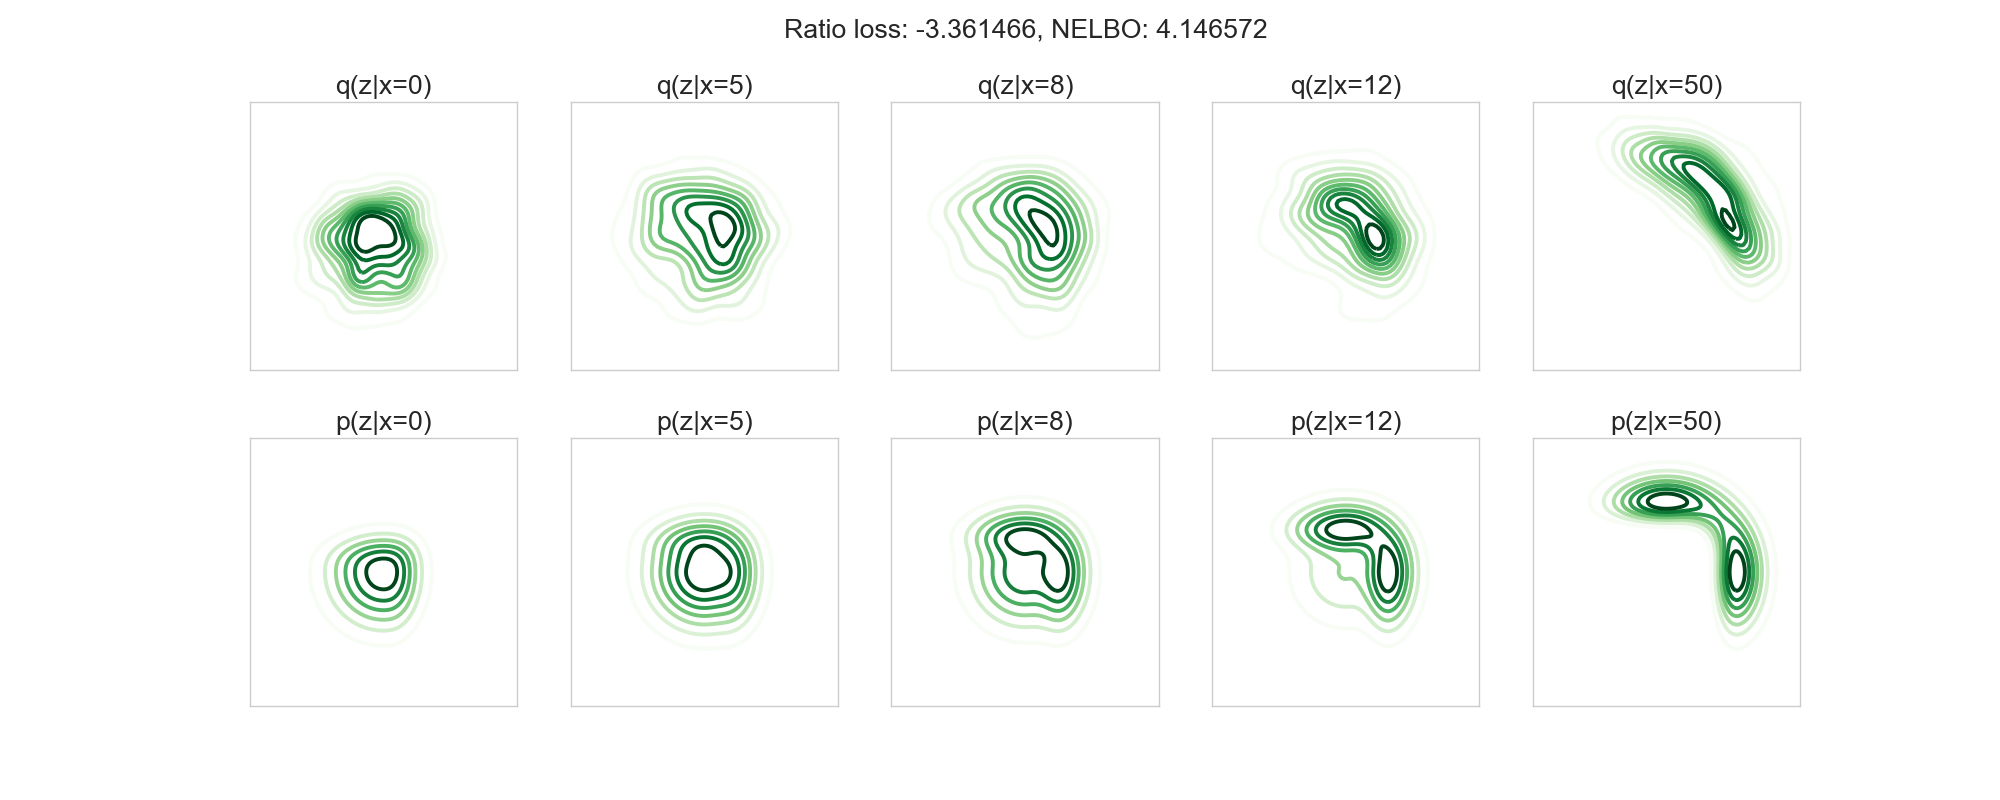 Ratio loss: -3.361466, NELBO: 4.146572
q(z|x=0) q(z|x=5) q(z|x=8) q(z|x=12) q(z|x=50)
p(z|x=0) p(z|x=5) p(z|x=8) p(z|x=12) p(z|x=50)